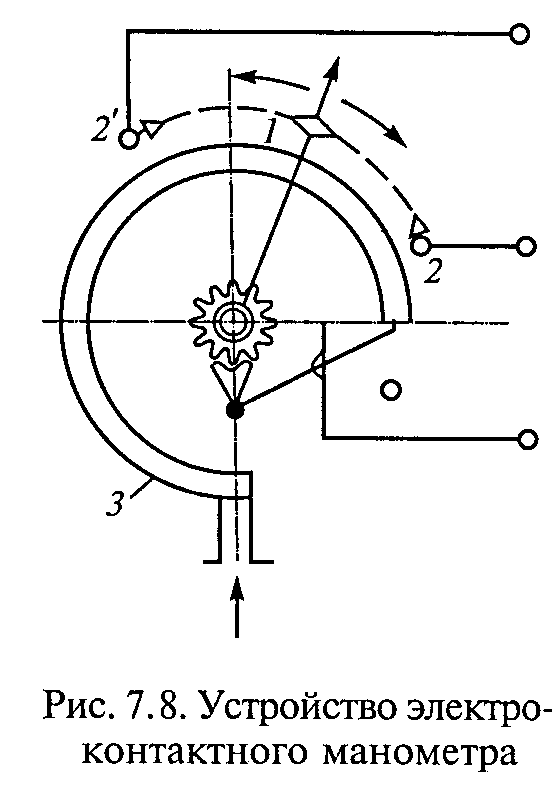 2'
1
2
3
Рис. 7.8. Устройство электро-
контактного манометра